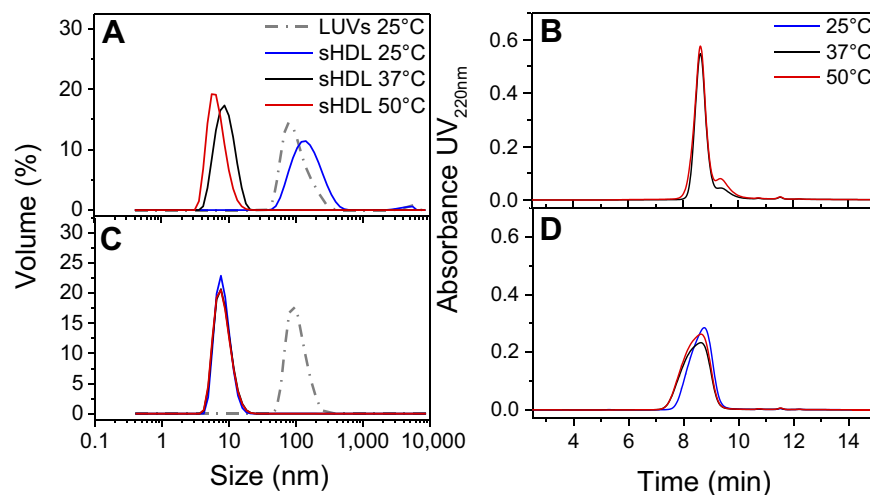 A
LUVs 25°C
sHDL 25°C
sHDL 37°C
sHDL 50°C
30
20
10
0
B
25°C
37°C
50°C
0.6
0.4
0.2
0.0
C
30
25
20
15
10
5
0
D
0.6
0.4
0.2
0.0
Volume (%)
Absorbance UV220nm
0.1 1 10 100 1,000 10,000
4 6 8 10 12 14
Size (nm)
Time (min)